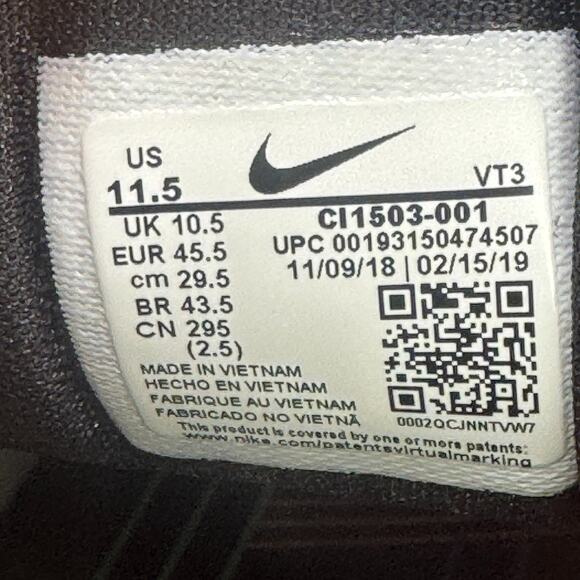 US
11.5
VT3
UK 10.5
EUR 45.5
cm 29.5
BR 43.5
CN 295
(2.5)
CI1503-001
UPC 00193150474507
11/09/18 | 02/15/19
MADE IN VIETNAM
HECHO EN VIETNAM
FABRIQUE AU VIETNAM
FABRICADO NO VIETNÃ
0002QCJNNTVW7
This product is covered by one or more patents:
www.nike.com/patentsvirtualmarking